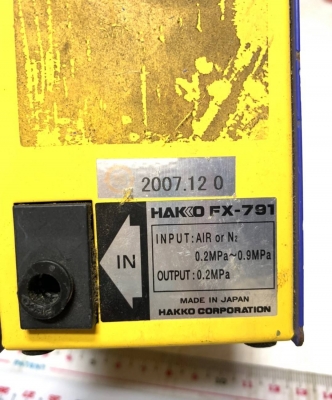 2007.12 0
HAKKO FX-791
INPUT: AIR or N₂
0.2MPa~0.9MPa
OUTPUT: 0.2MPa
IN
MADE IN JAPAN
HAKKO CORPORATION